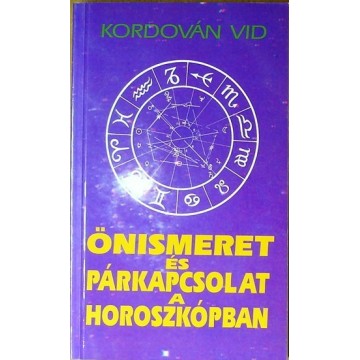 KORDOVÁN VID
ÖNISMERET
ÉS
PÁRKAPCSOLAT
A
HOROSZKÓPBAN